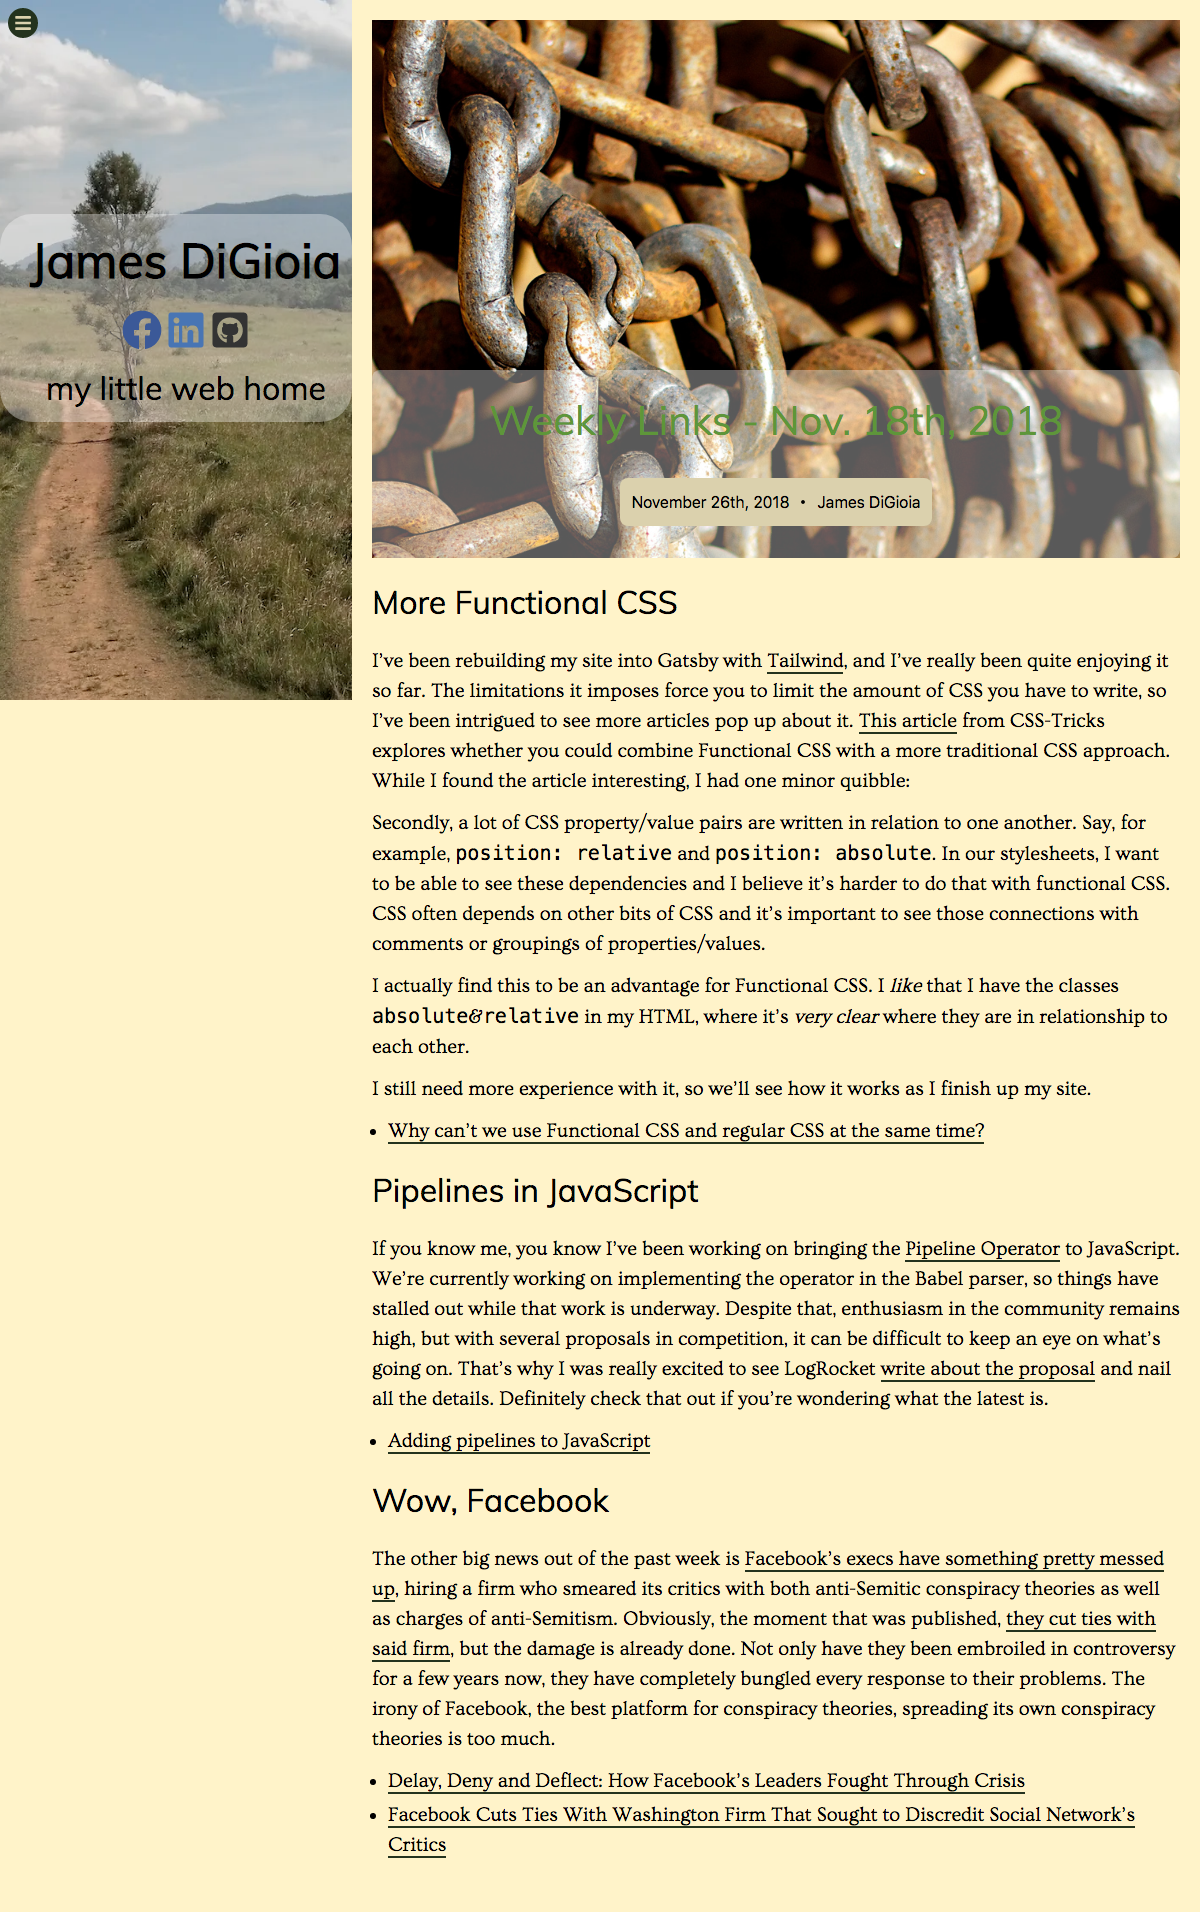 James DiGioia
my little web home
Weekly Links - Nov. 18th, 2018
November 26th, 2018 • James DiGioia
More Functional CSS
I’ve been rebuilding my site into Gatsby with Tailwind, and I’ve really been quite enjoying it
so far. The limitations it imposes force you to limit the amount of CSS you have to write, so
I’ve been intrigued to see more articles pop up about it. This article from CSS-Tricks
explores whether you could combine Functional CSS with a more traditional CSS approach.
While I found the article interesting, I had one minor quibble:
Secondly, a lot of CSS property/value pairs are written in relation to one another. Say, for
example, position: relative and position: absolute. In our stylesheets, I want
to be able to see these dependencies and I believe it’s harder to do that with functional CSS.
CSS often depends on other bits of CSS and it’s important to see those connections with
comments or groupings of properties/values.
I actually find this to be an advantage for Functional CSS. I like that I have the classes
absolute&relative in my HTML, where it’s very clear where they are in relationship to
each other.
I still need more experience with it, so we’ll see how it works as I finish up my site.
• Why can’t we use Functional CSS and regular CSS at the same time?
Pipelines in JavaScript
If you know me, you know I’ve been working on bringing the Pipeline Operator to JavaScript.
We’re currently working on implementing the operator in the Babel parser, so things have
stalled out while that work is underway. Despite that, enthusiasm in the community remains
high, but with several proposals in competition, it can be difficult to keep an eye on what’s
going on. That’s why I was really excited to see LogRocket write about the proposal and nail
all the details. Definitely check that out if you’re wondering what the latest is.
• Adding pipelines to JavaScript
Wow, Facebook
The other big news out of the past week is Facebook’s execs have something pretty messed
up, hiring a firm who smeared its critics with both anti-Semitic conspiracy theories as well
as charges of anti-Semitism. Obviously, the moment that was published, they cut ties with
said firm, but the damage is already done. Not only have they been embroiled in controversy
for a few years now, they have completely bungled every response to their problems. The
irony of Facebook, the best platform for conspiracy theories, spreading its own conspiracy
theories is too much.
• Delay, Deny and Deflect: How Facebook’s Leaders Fought Through Crisis
• Facebook Cuts Ties With Washington Firm That Sought to Discredit Social Network’s
Critics